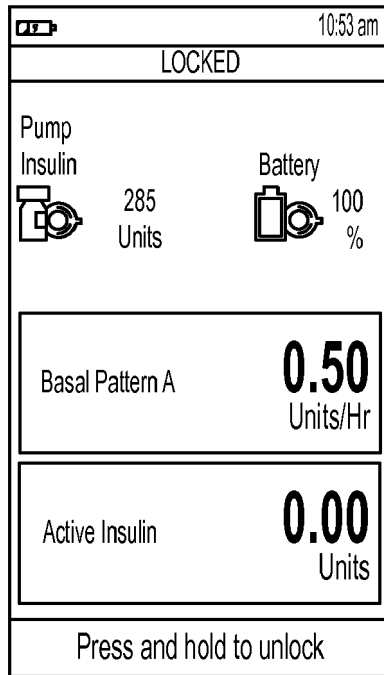 10:53 am
LOCKED
Pump
Insulin
285
Units
Battery
100
%
Basal Pattern A
0.50
Units/Hr
Active Insulin
0.00
Units
Press and hold to unlock